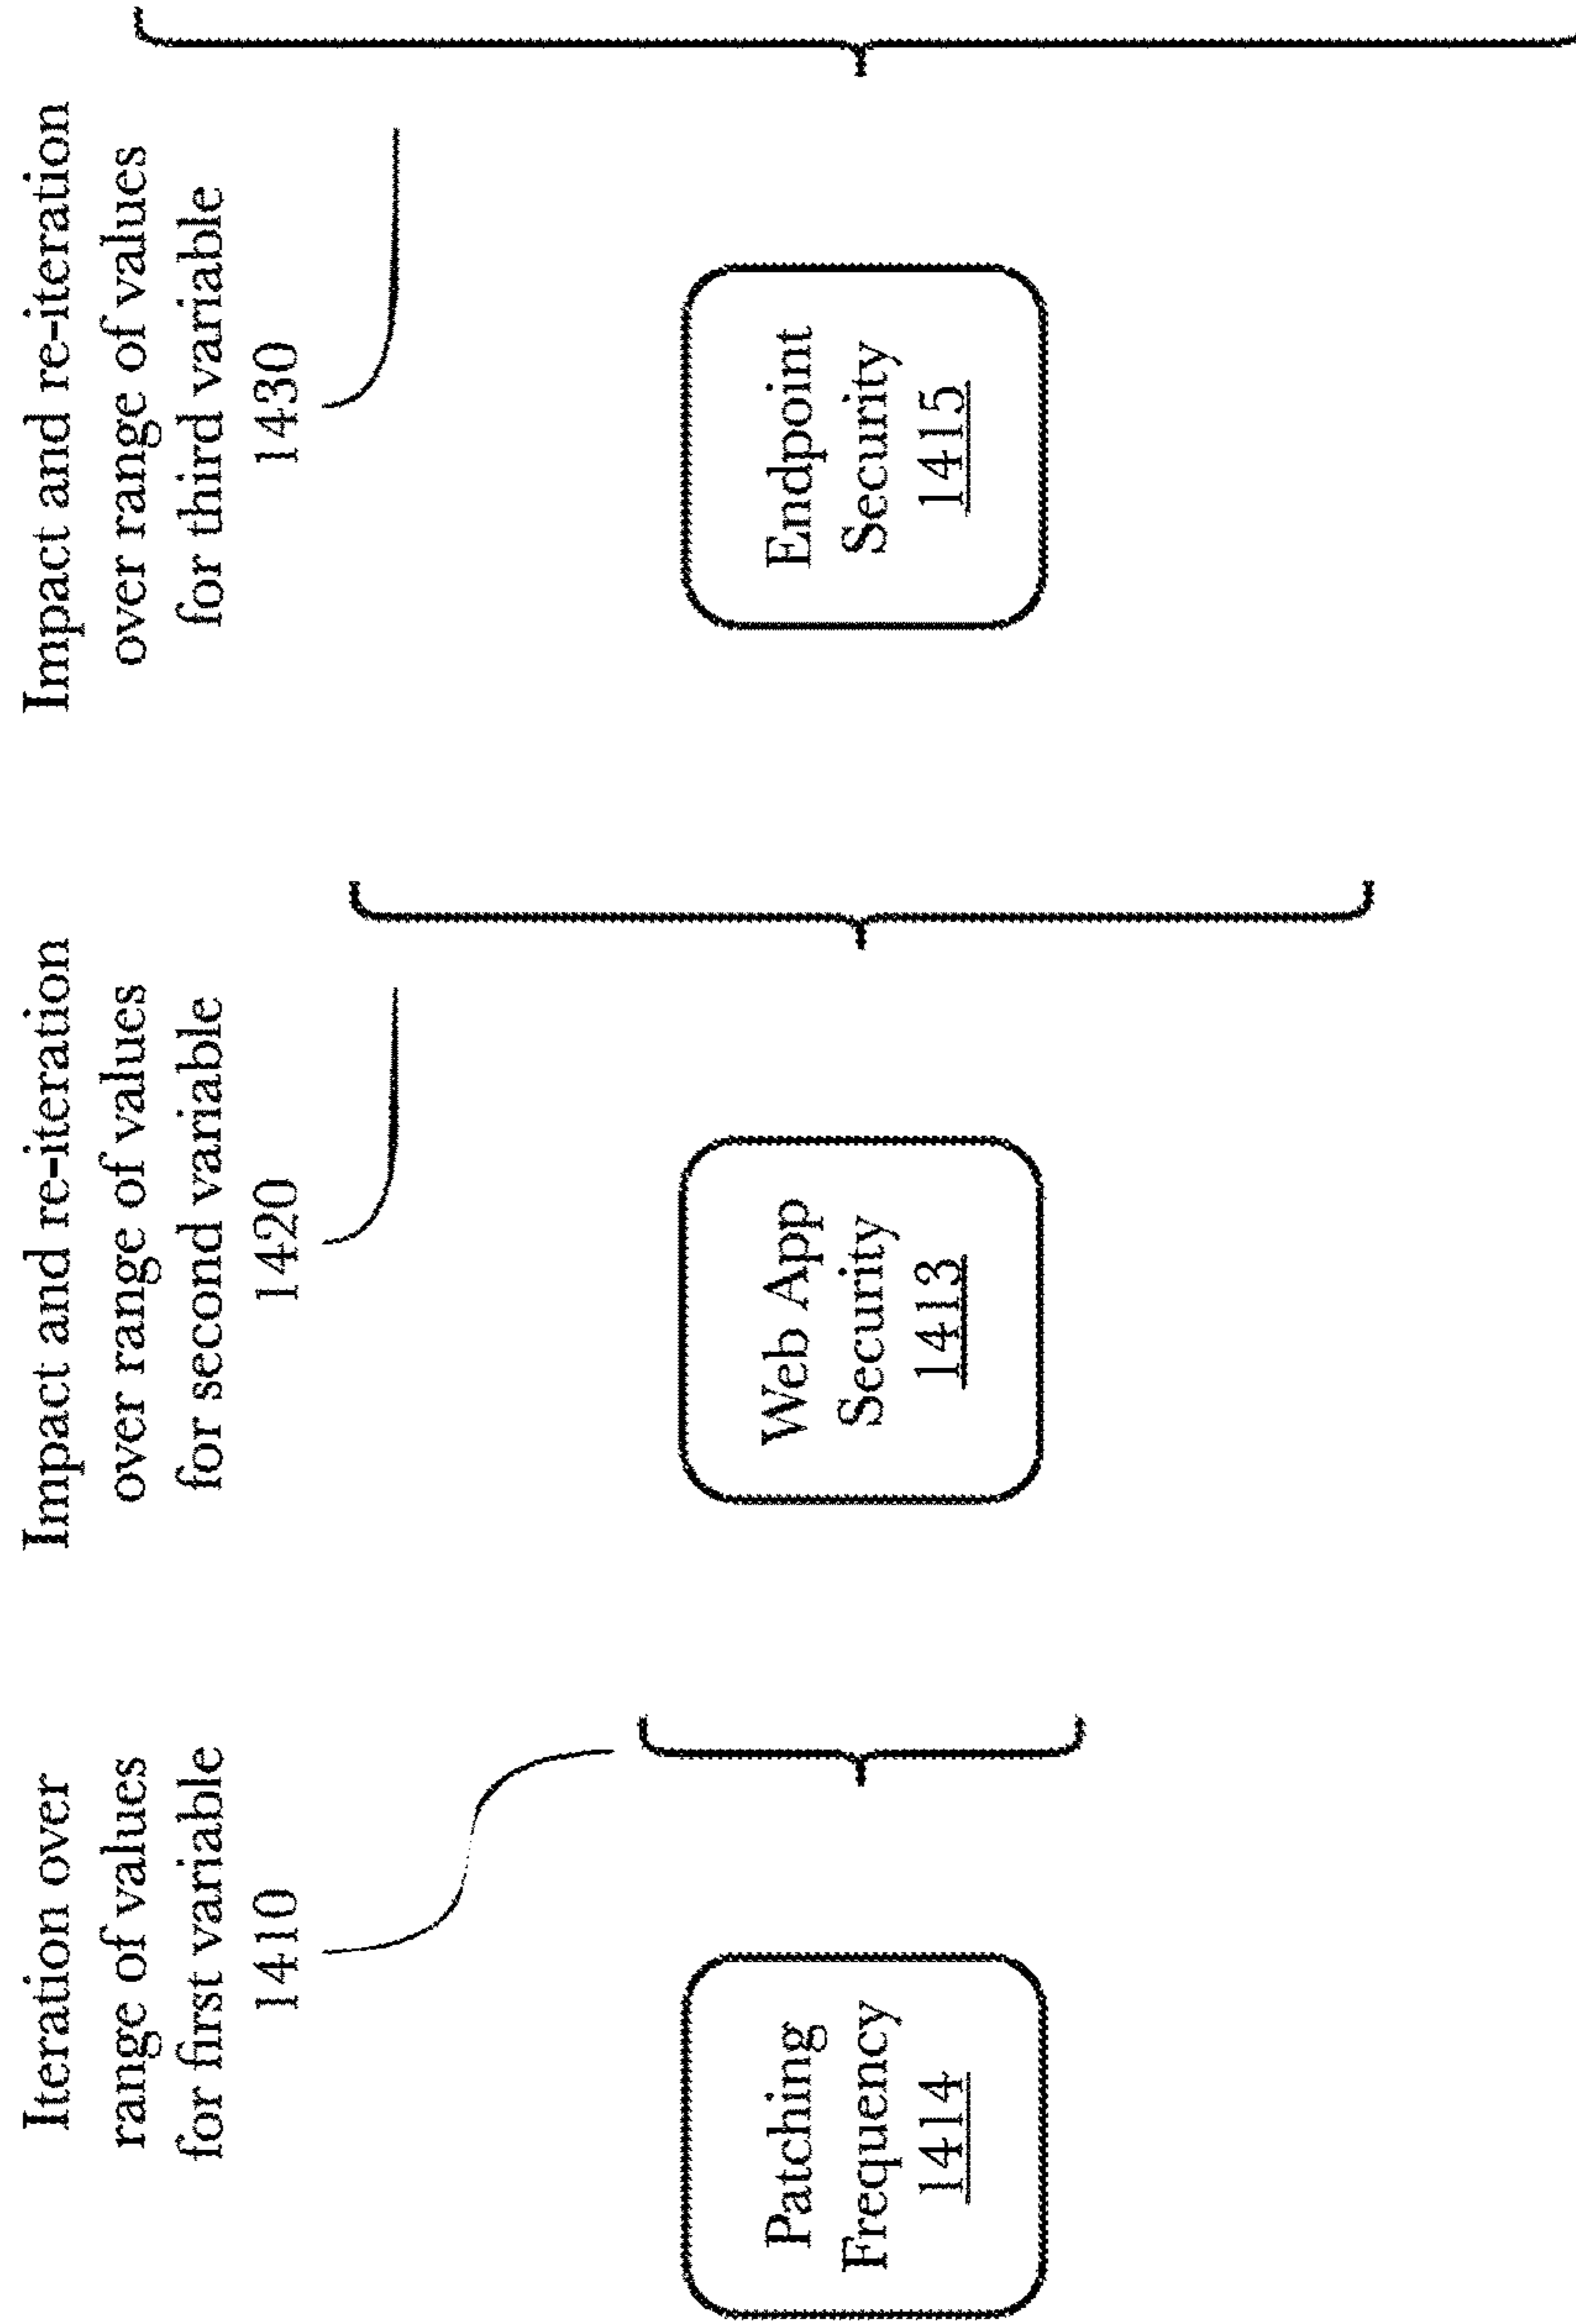 Iteration over
range of values
for first variable
1410
Impact and re-iteration
over range of values
for second variable
1420
Impact and re-iteration
over range of values
for third variable
1430
Patching
Frequency
1414
Web App
Security
1413
Endpoint
Security
1415